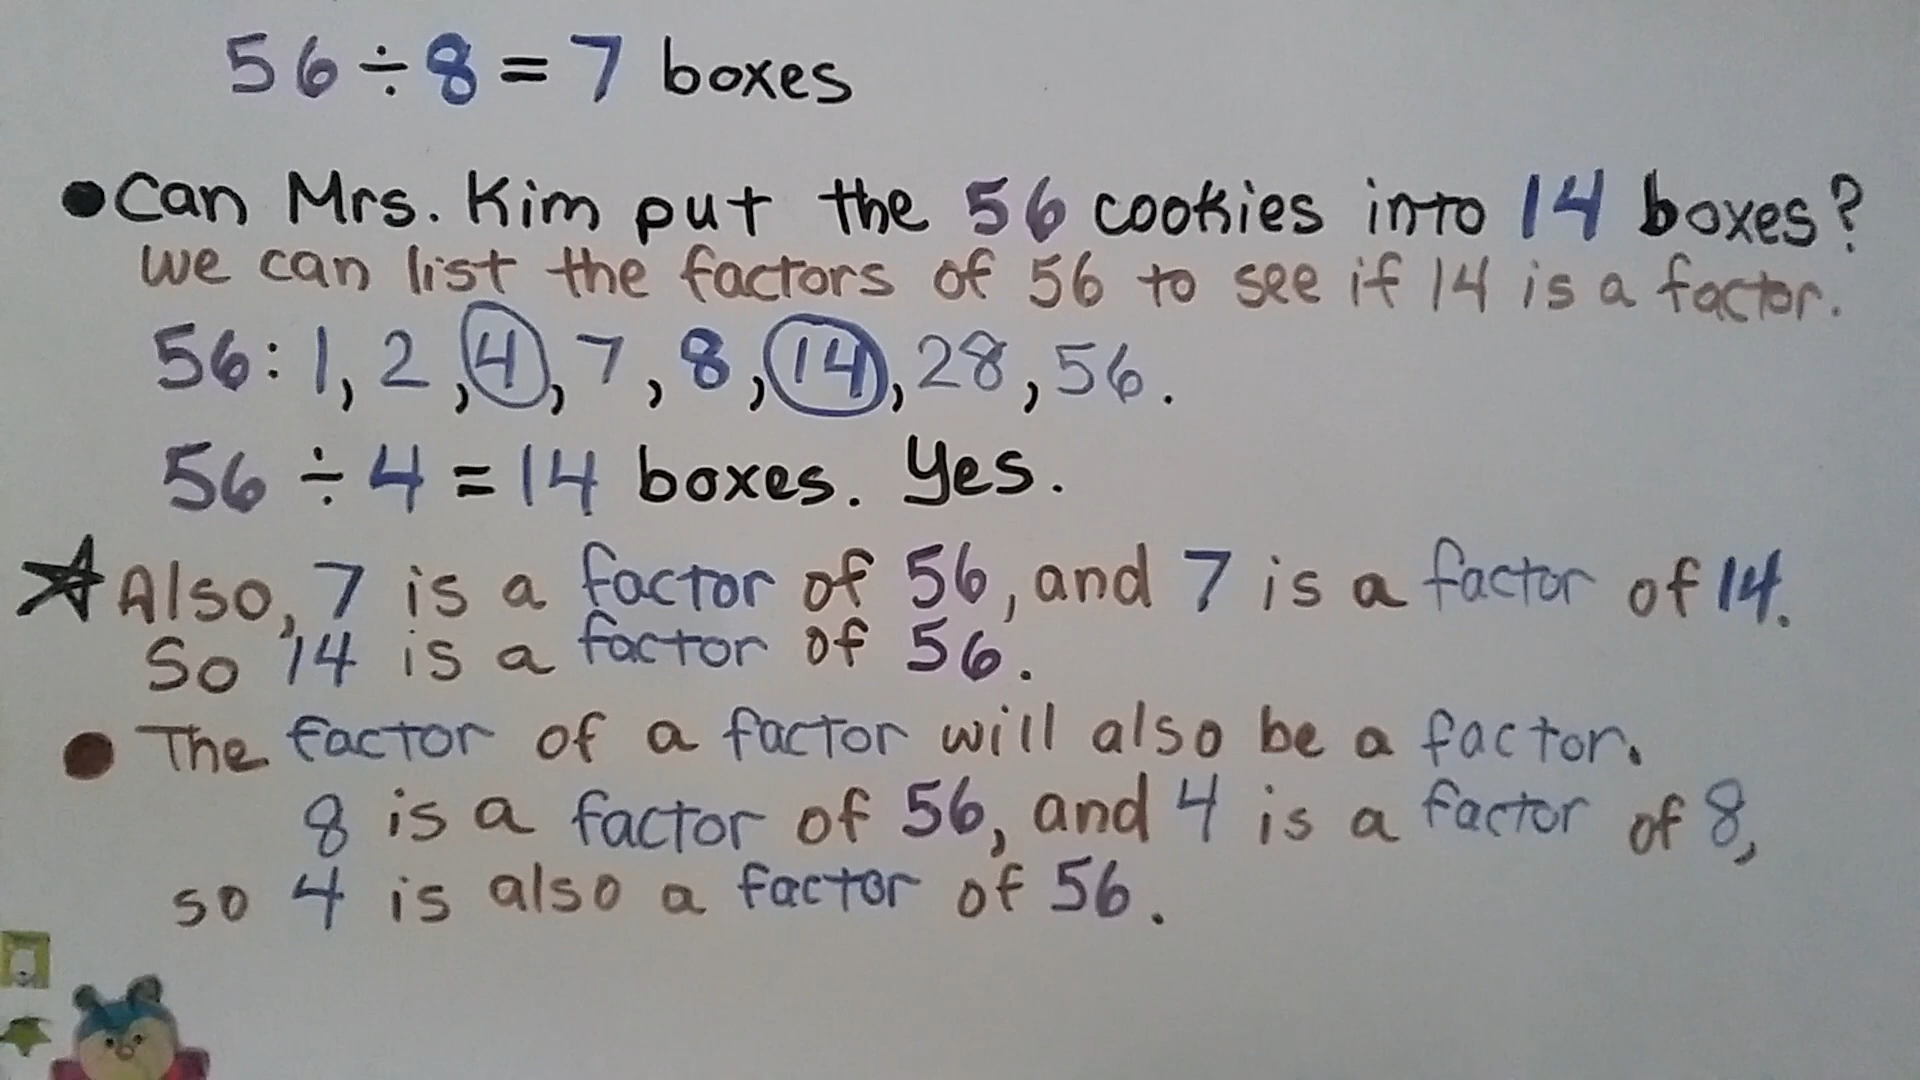 56 ÷ 8 = 7 boxes
● Can Mrs. Kim put the 56 cookies into 14 boxes?
We can list the factors of 56 to see if 14 is a factor.
56: 1, 2, 4, 7, 8, 14, 28, 56.
56 ÷ 4 = 14 boxes. Yes.
☆ Also, 7 is a factor of 56, and 7 is a factor of 14.
So 14 is a factor of 56.
● The factor of a factor will also be a factor.
8 is a factor of 56, and 4 is a factor of 8,
so 4 is also a factor of 56.